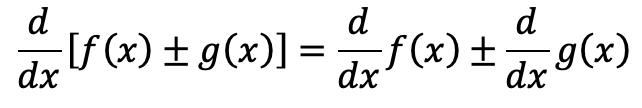 d/dx [f(x) ± g(x)] = d/dx f(x) ± d/dx g(x)